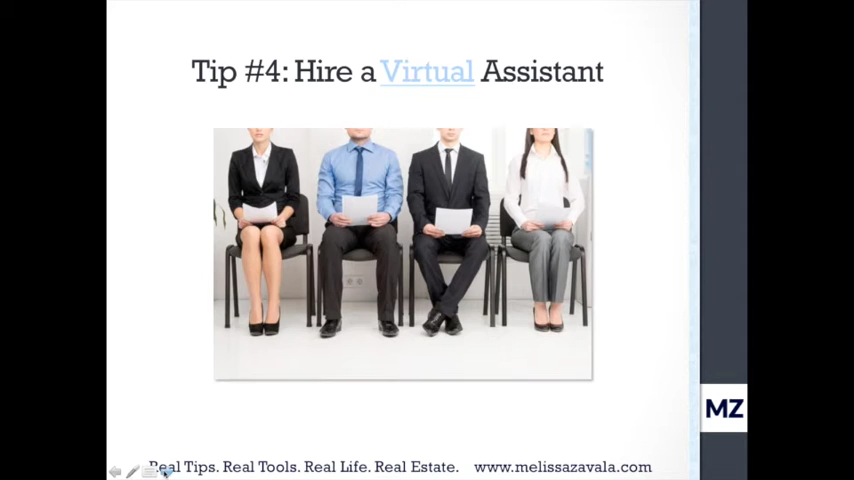 Tip #4: Hire a Virtual Assistant
MZ
Real Tips. Real Tools. Real Life. Real Estate. www.melissazavala.com